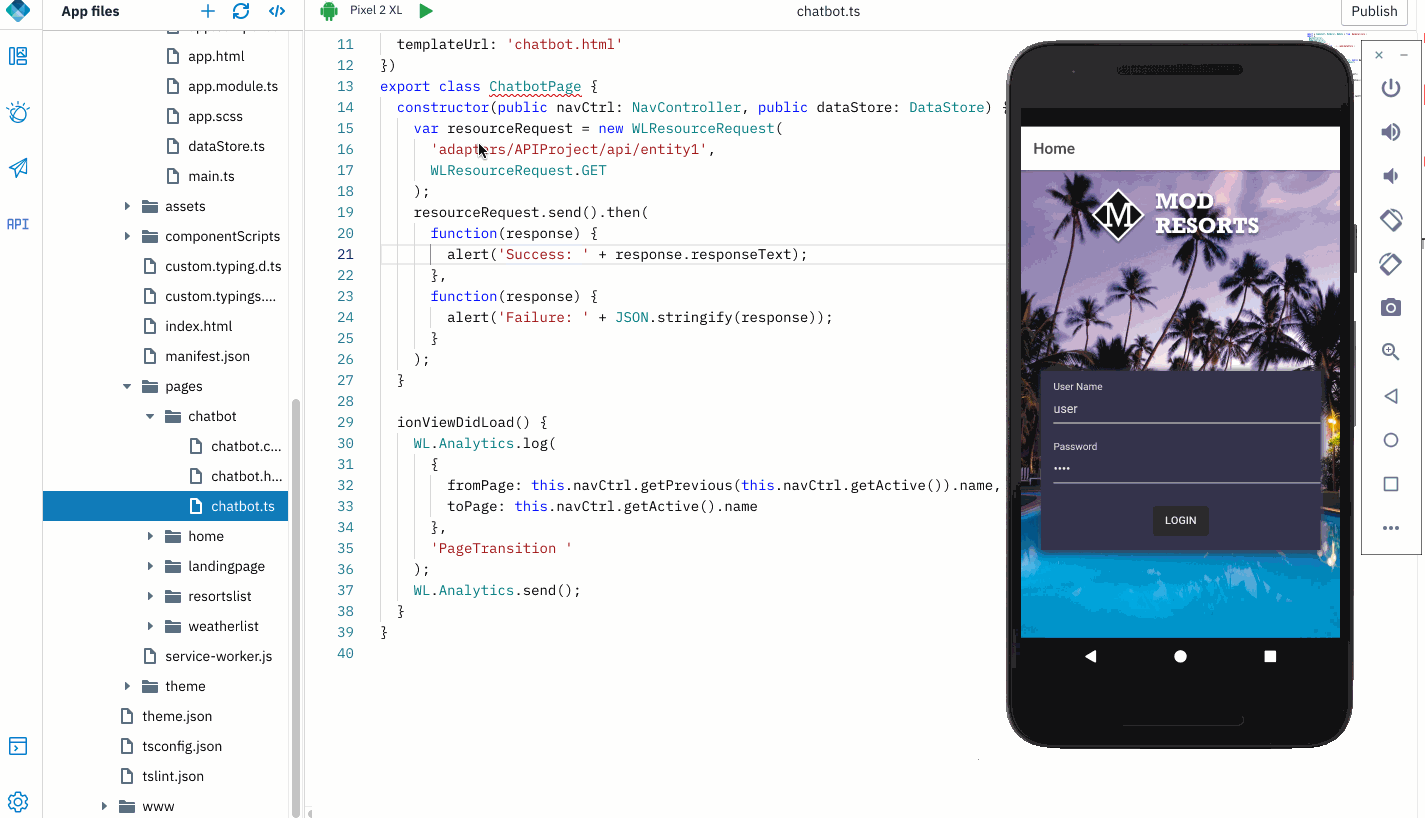 App files
Pixel 2 XL
chatbot.ts
Publish
app.html
app.module.ts
app.scss
dataStore.ts
main.ts
assets
componentScripts
custom.typing.d.ts
custom.typings....
index.html
manifest.json
pages
chatbot
chatbot.c...
chatbot.h...
chatbot.ts
home
landingpage
resortslist
weatherlist
service-worker.js
theme
theme.json
tsconfig.json
tslint.json
www
API
11 templateUrl: 'chatbot.html'
12 })
13 export class ChatbotPage {
14 constructor(public navCtrl: NavController, public dataStore: DataStore) {
15 var resourceRequest = new WLResourceRequest(
16 'adapters/APIProject/api/entity1',
17 WLResourceRequest.GET
18 );
19 resourceRequest.send().then(
20 function(response) {
21 alert('Success: ' + response.responseText);
22 },
23 function(response) {
24 alert('Failure: ' + JSON.stringify(response));
25 }
26 );
27 }
28
29 ionViewDidLoad() {
30 WL.Analytics.log(
31 {
32 fromPage: this.navCtrl.getPrevious(this.navCtrl.getActive()).name,
33 toPage: this.navCtrl.getActive().name
34 },
35 'PageTransition '
36 );
37 WL.Analytics.send();
38 }
39 }
40
Home
M
MOD
RESORTS
User Name
user
Password
••••
LOGIN